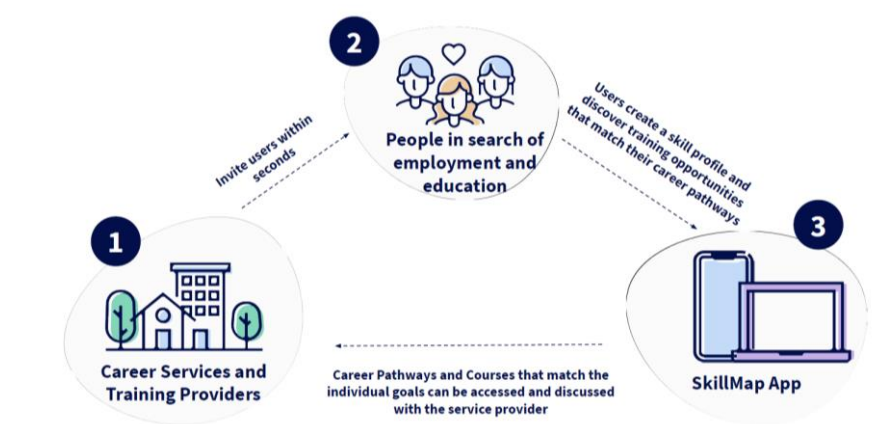 2
People in search of
employment and
education
Invite users within
seconds
Users create a skill profile and
discover training opportunities
that match their career pathways
1
Career Services and
Training Providers
3
SkillMap App
Career Pathways and Courses that match the
individual goals can be accessed and discussed
with the service provider